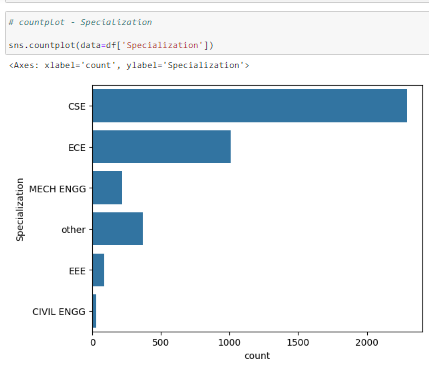 # countplot - Specialization
sns.countplot(data=df['Specialization'])
<Axes: xlabel='count', ylabel='Specialization'>
CSE
ECE
MECH ENGG
other
EEE
CIVIL ENGG
Specialization
0 500 1000 1500 2000
count